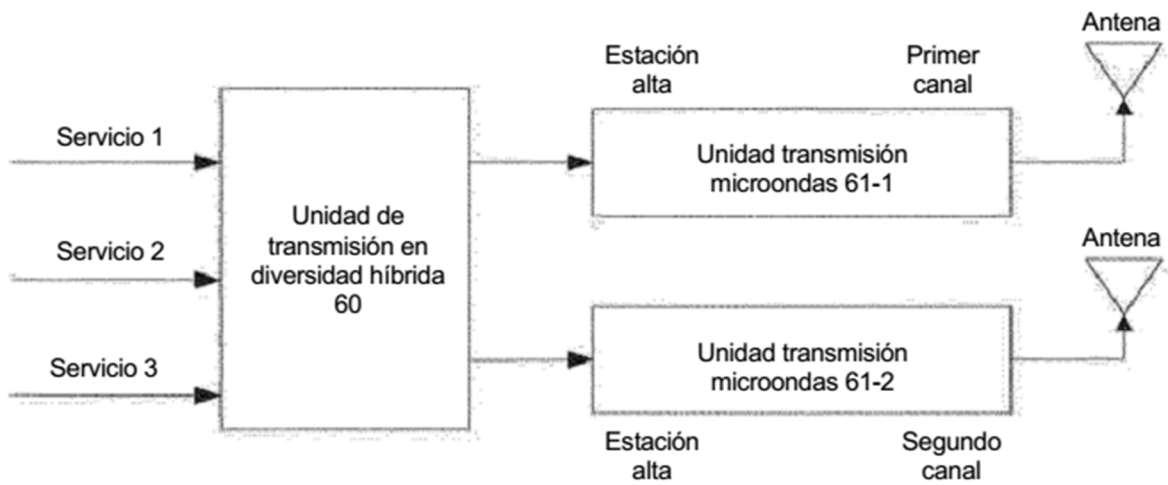 Servicio 1
Servicio 2
Servicio 3
Unidad de
transmisión en
diversidad híbrida
60
Estación
alta
Primer
canal
Unidad transmisión
microondas 61-1
Antena
Unidad transmisión
microondas 61-2
Estación
alta
Segundo
canal
Antena